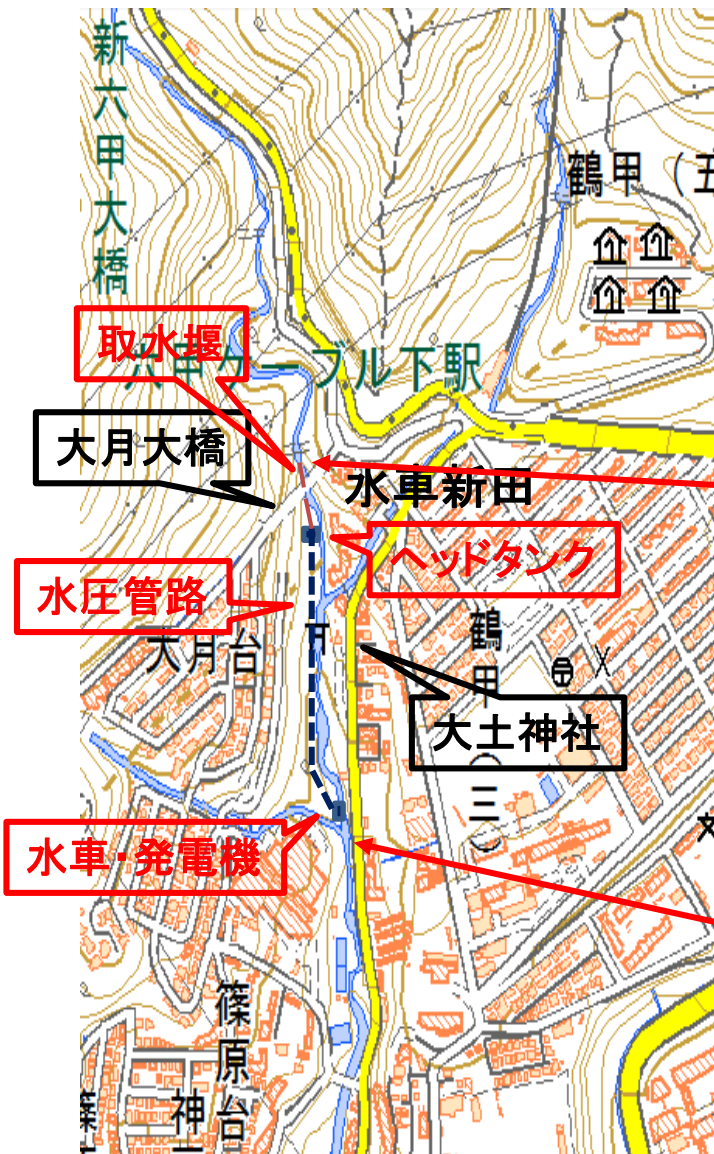 新六甲大橋
鶴甲（五
取水堰
六甲ケーブル下駅
大月大橋
水車新田
ヘッドタンク
水圧管路
大月台
鶴甲（三）
大土神社
水車・発電機
篠原台
神